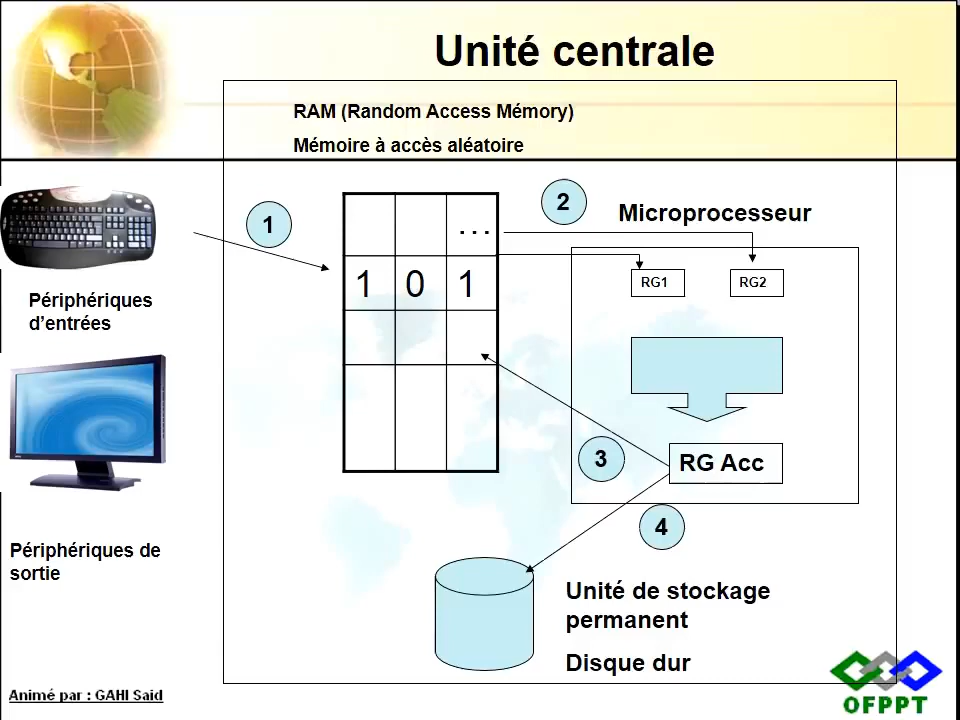 Unité centrale
RAM (Random Access Mémory)
Mémoire à accès aléatoire
1
2
Microprocesseur
...
1 0 1
RG1
RG2
Périphériques
d'entrées
3
RG Acc
4
Périphériques de
sortie
Unité de stockage
permanent
Disque dur
Animé par : GAHI Said
OFPPT